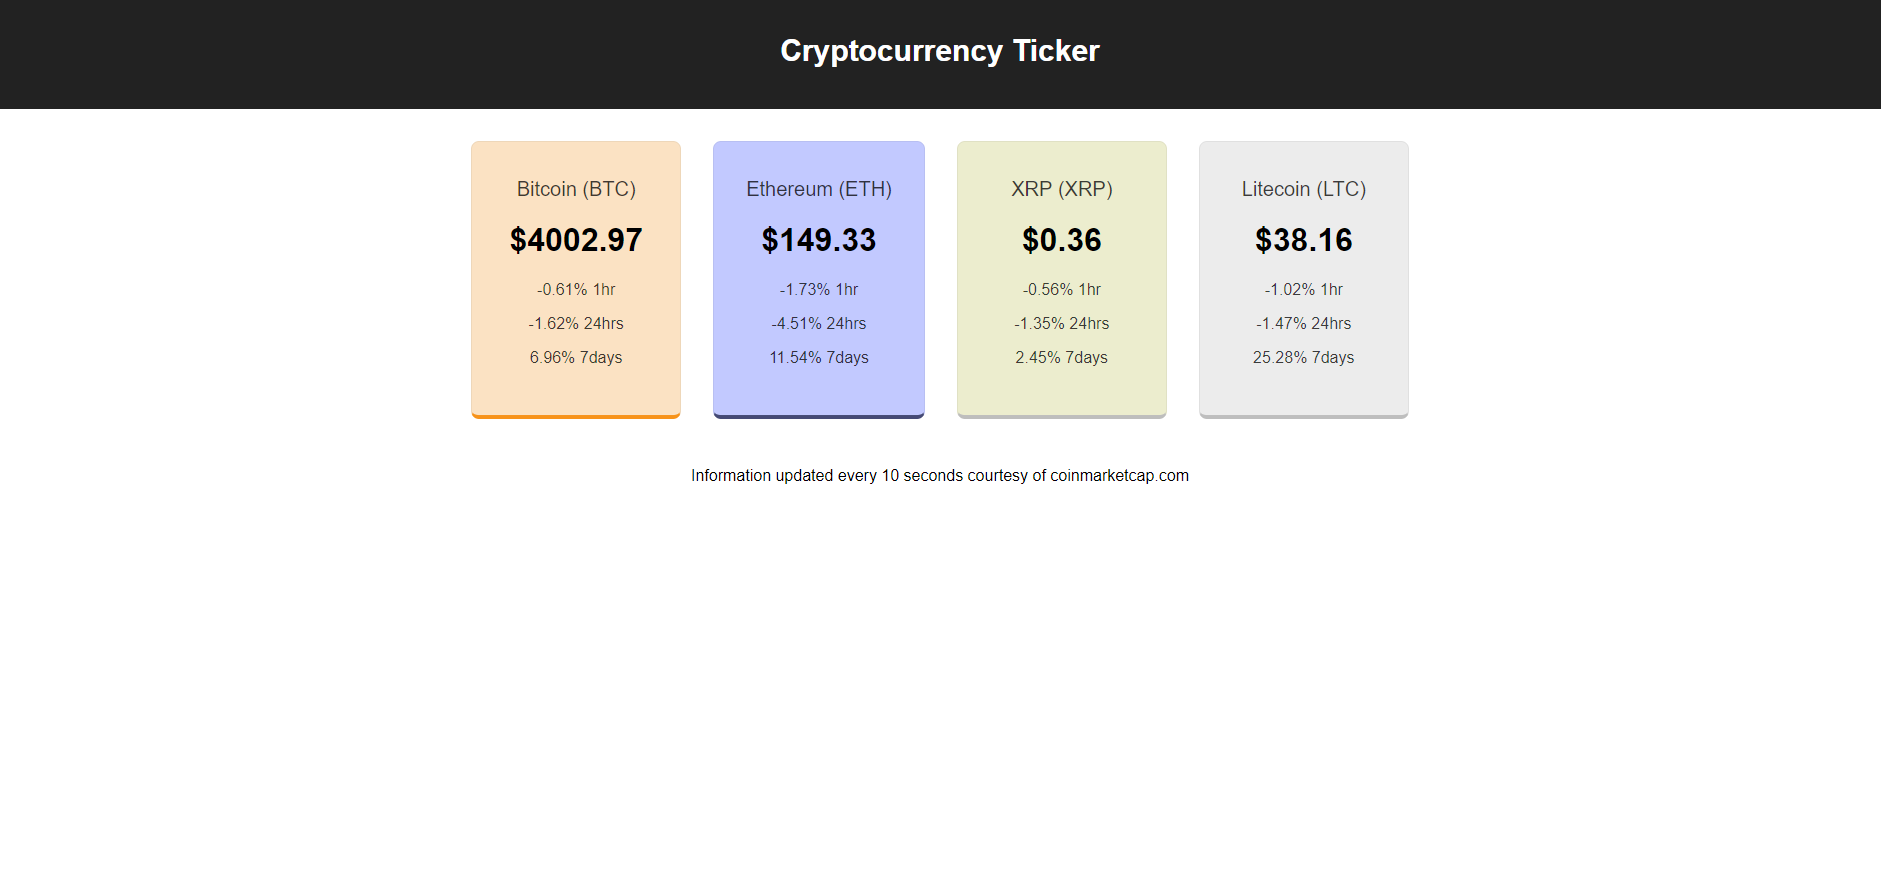 Cryptocurrency Ticker
Bitcoin (BTC)
$4002.97
-0.61% 1hr
-1.62% 24hrs
6.96% 7days
Ethereum (ETH)
$149.33
-1.73% 1hr
-4.51% 24hrs
11.54% 7days
XRP (XRP)
$0.36
-0.56% 1hr
-1.35% 24hrs
2.45% 7days
Litecoin (LTC)
$38.16
-1.02% 1hr
-1.47% 24hrs
25.28% 7days
Information updated every 10 seconds courtesy of coinmarketcap.com